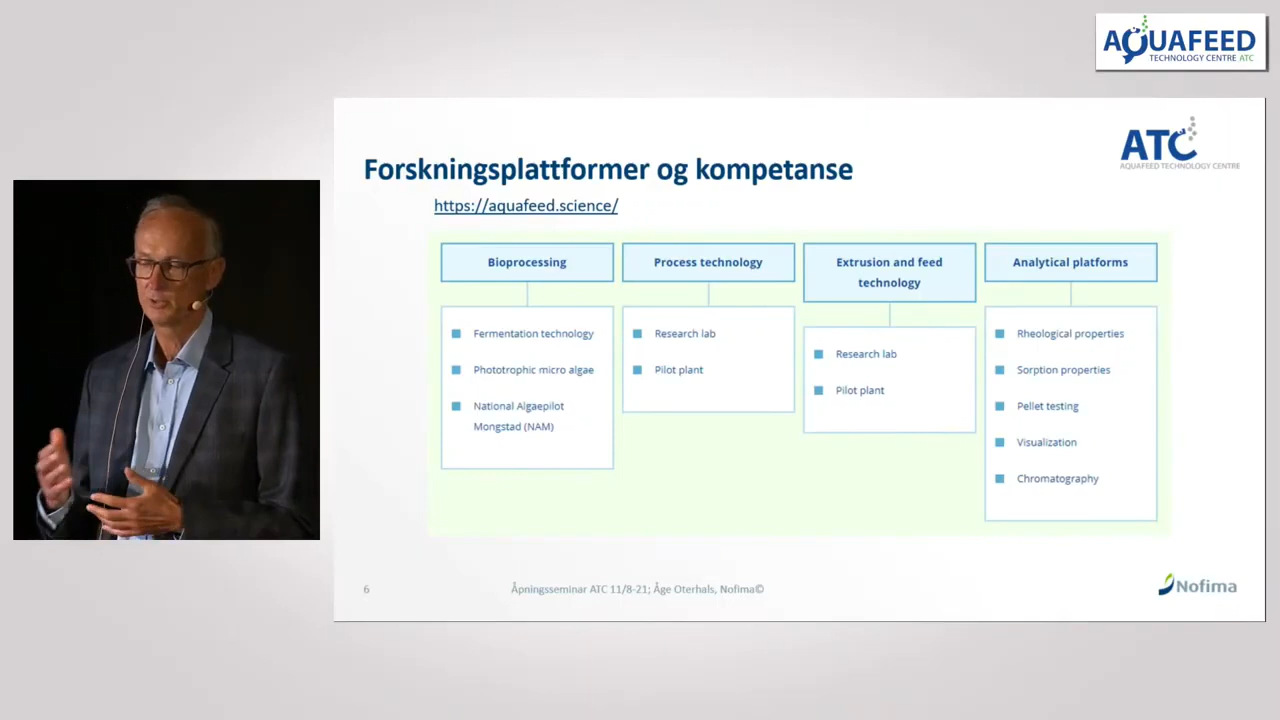 AQUAFEED
TECHNOLOGY CENTRE ATC
ATC
AQUAFEED TECHNOLOGY CENTRE
Forskningsplattformer og kompetanse
https://aquafeed.science/
Bioprocessing
Fermentation technology
Phototrophic micro algae
National Algaepilot
Mongstad (NAM)
Process technology
Research lab
Pilot plant
Extrusion and feed
technology
Research lab
Pilot plant
Analytical platforms
Rheological properties
Sorption properties
Pellet testing
Visualization
Chromatography
6
Åpningsseminar ATC 11/8-21; Åge Oterhals, Nofima©
Nofima